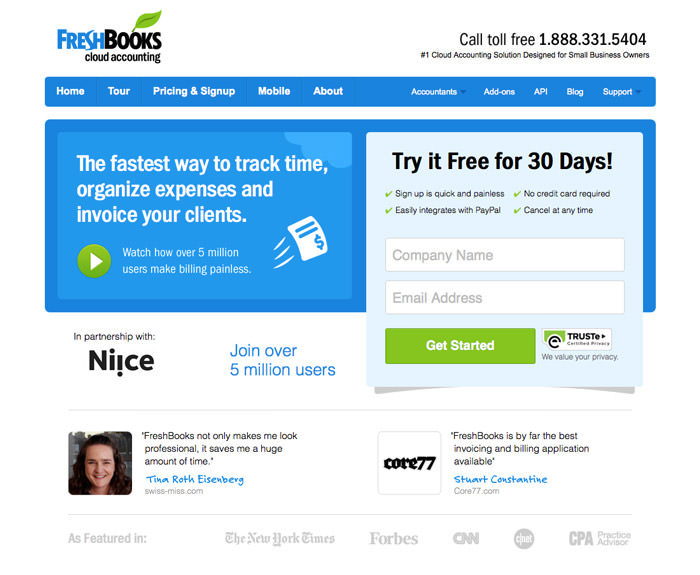 FRESHBOOKS
cloud accounting
Call toll free 1.888.331.5404
#1 Cloud Accounting Solution Designed for Small Business Owners
Home Tour Pricing & Signup Mobile About Accountants Add-ons API Blog Support
The fastest way to track time,
organize expenses and
invoice your clients.
Watch how over 5 million
users make billing painless.
$
Try it Free for 30 Days!
✔ Sign up is quick and painless ✔ No credit card required
✔ Easily integrates with PayPal ✔ Cancel at any time
Company Name
Email Address
Get Started
TRUSTe
Certified Privacy
We value your privacy.
In partnership with:
Niice
Join over
5 million users
"FreshBooks not only makes me look
professional, it saves me a huge
amount of time."
Tina Roth Eisenberg
swiss-miss.com
core77
"FreshBooks is by far the best
invoicing and billing application
available"
Stuart Constantine
Core77.com
As Featured in: The New York Times Forbes CNN c|net CPA Practice
Advisor